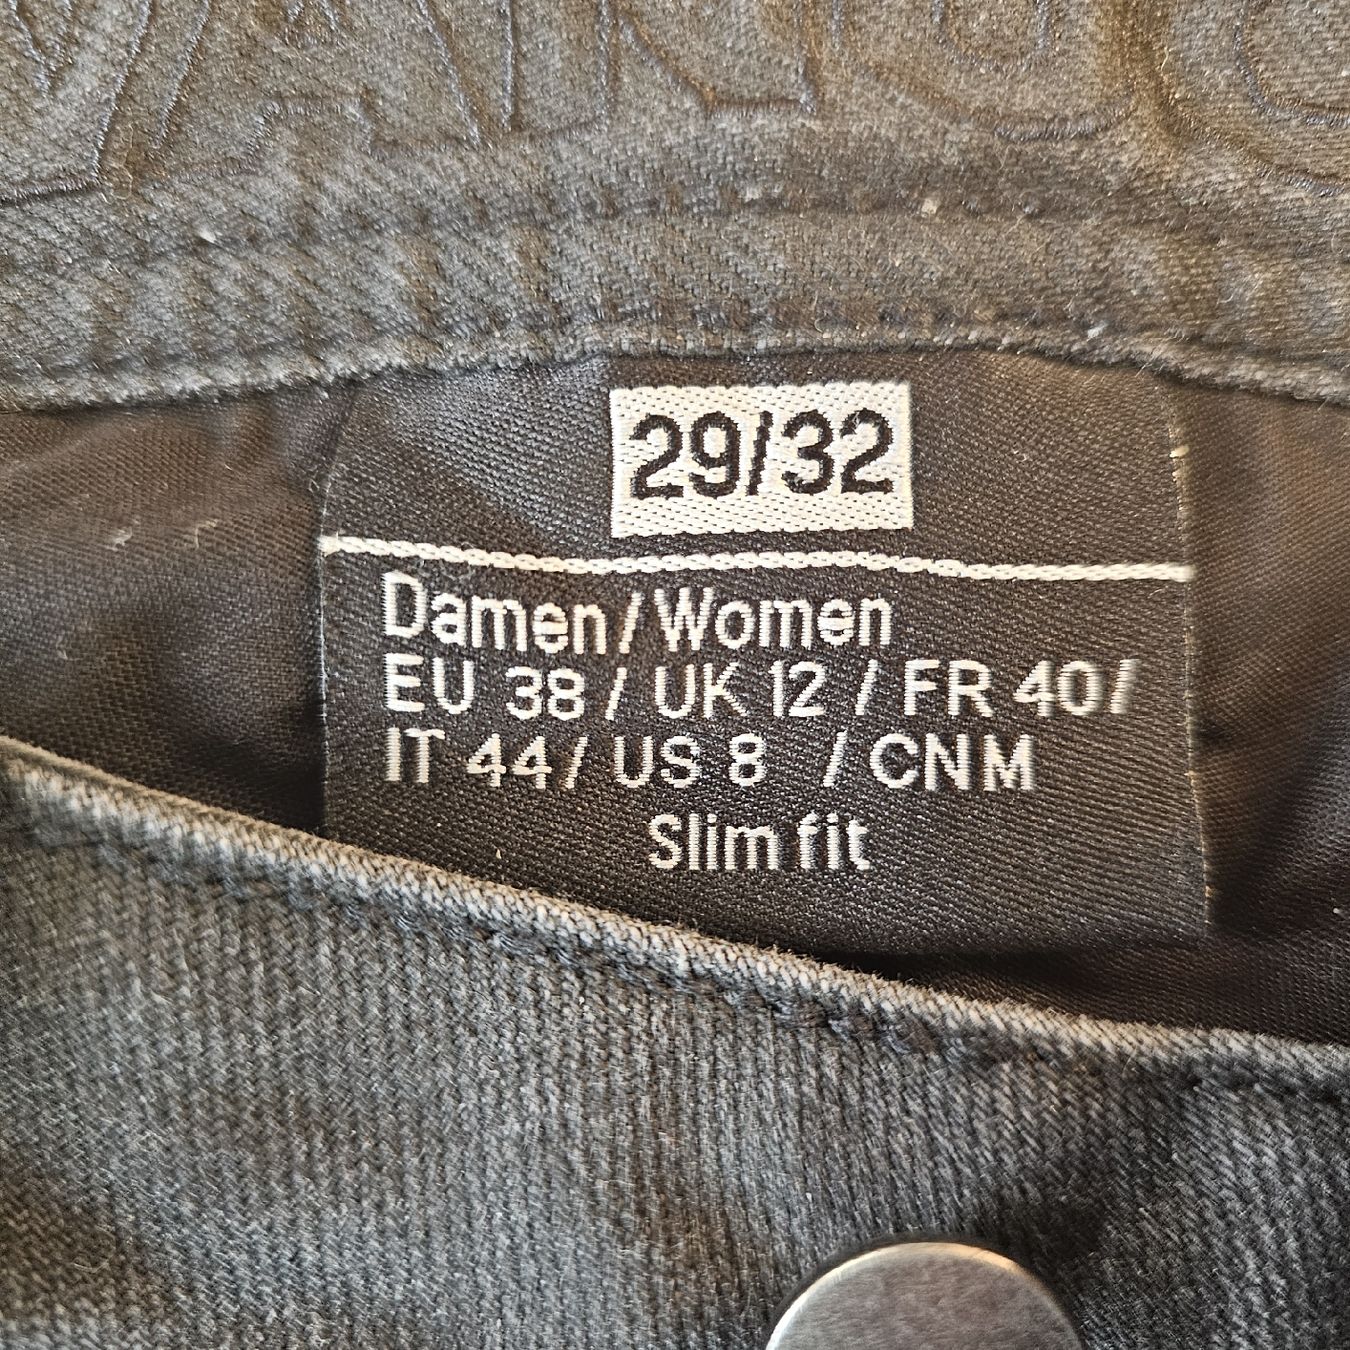 29/32
Damen/Women
EU 38 / UK 12 / FR 40/
IT 44/ US 8 / CN M
Slim fit